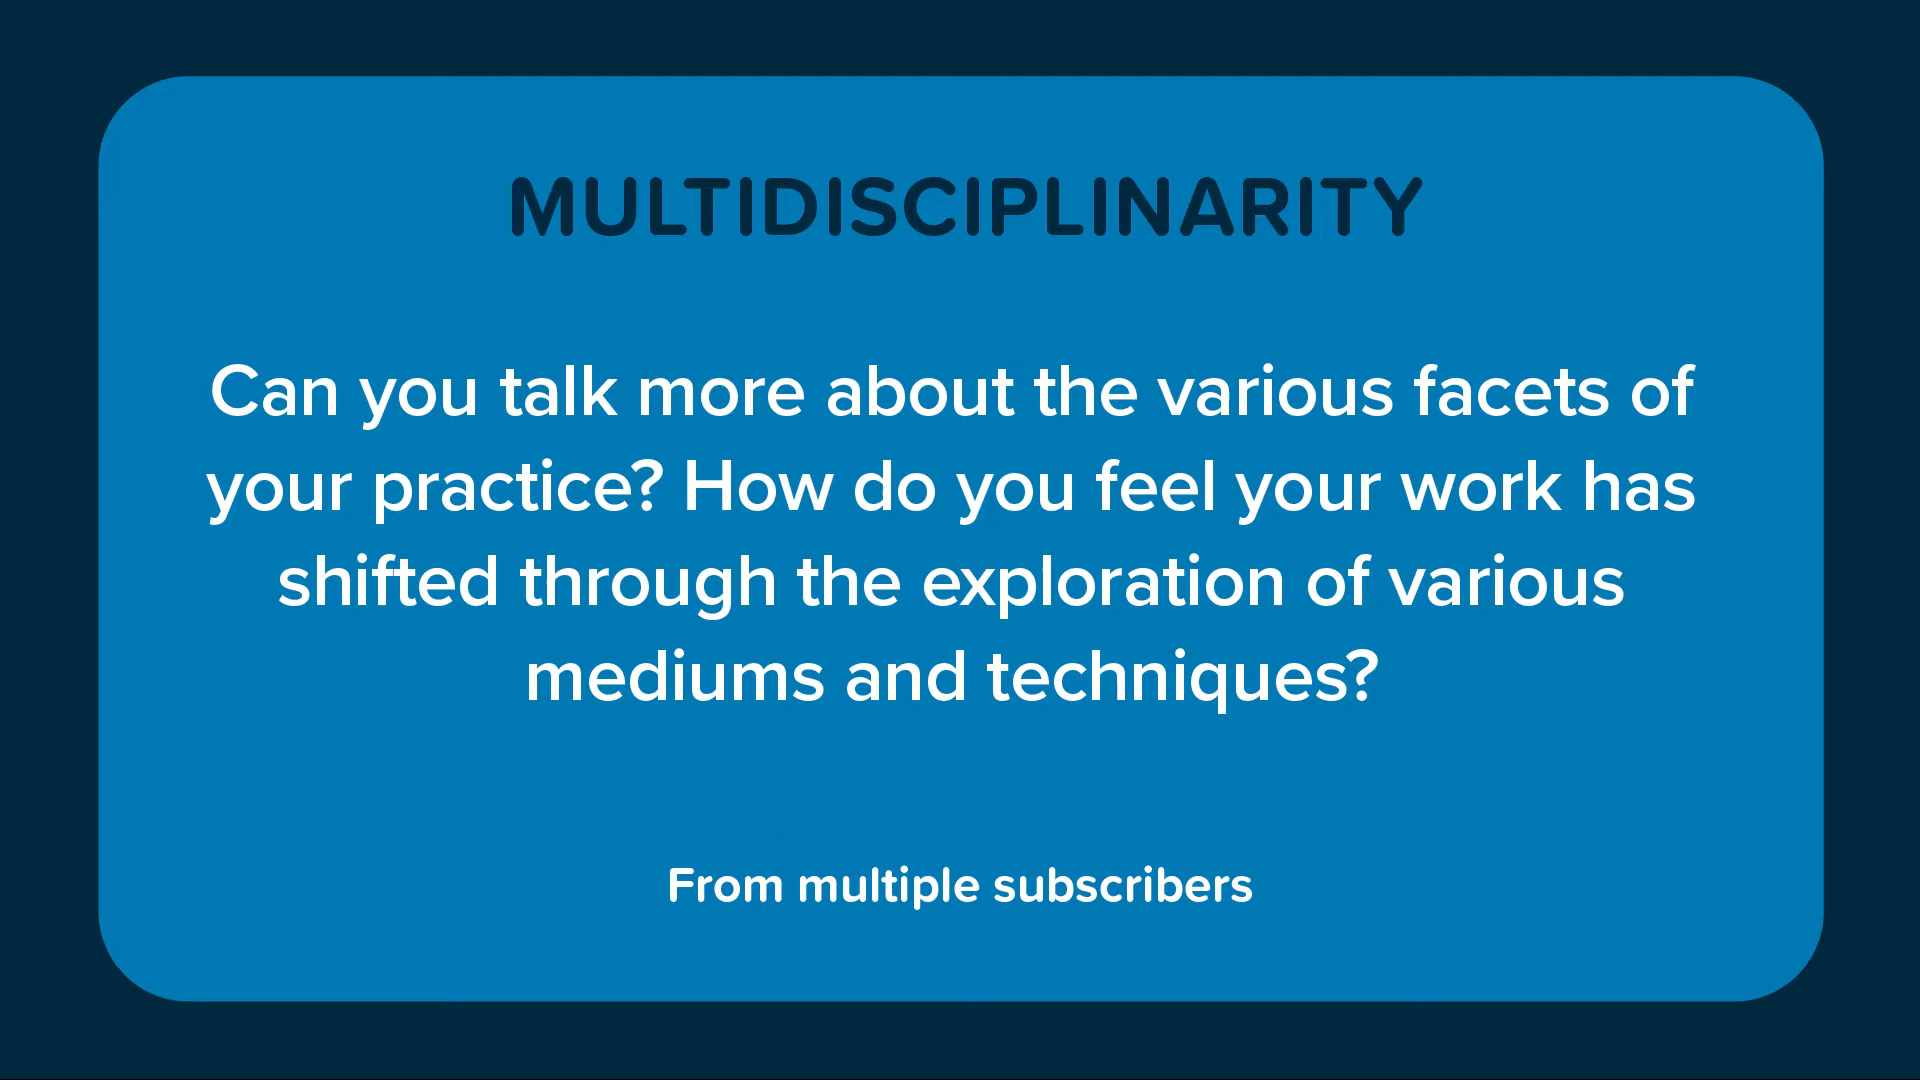 MULTIDISCIPLINARITY
Can you talk more about the various facets of
your practice? How do you feel your work has
shifted through the exploration of various
mediums and techniques?
From multiple subscribers